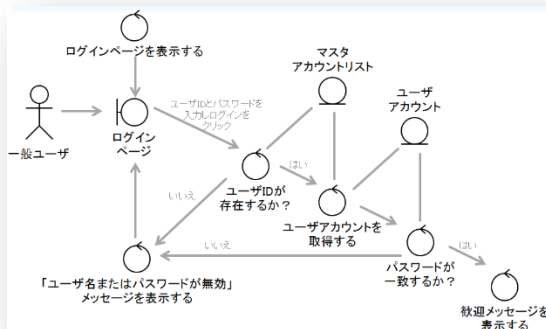 ログインページを表示する
マスタ
アカウントリスト
ユーザ
アカウント
ユーザIDとパスワードを
入力しログインを
クリック
一般ユーザ
ログイン
ページ
はい
ユーザIDが
存在するか？
いいえ
ユーザアカウントを
取得する
いいえ
はい
パスワードが
一致するか？
「ユーザ名またはパスワードが無効」
メッセージを表示する
歓迎メッセージを
表示する